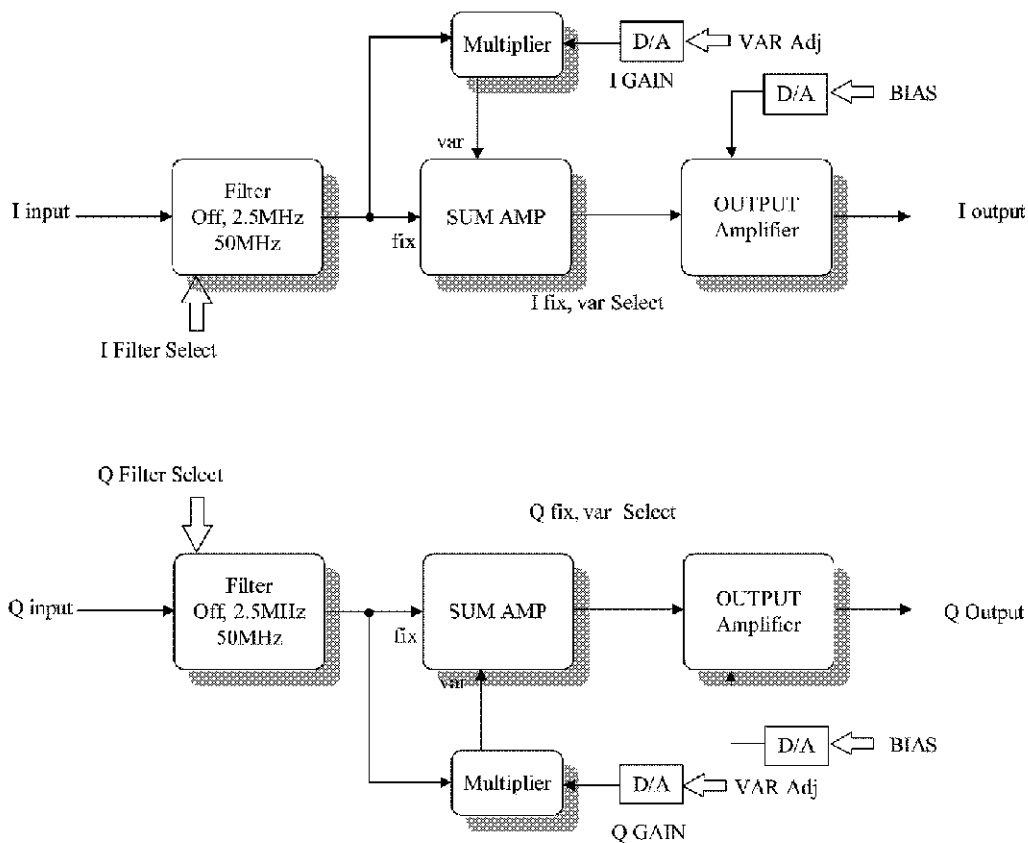 Multiplier
D/A
VAR Adj
I GAIN
D/A
BIAS
var
I input
Filter
Off, 2.5MHz
50MHz
fix
SUM AMP
OUTPUT
Amplifier
I output
I fix, var Select
I Filter Select
Q Filter Select
Q fix, var Select
Q input
Filter
Off, 2.5MHz
50MHz
fix
SUM AMP
OUTPUT
Amplifier
Q Output
var
D/A
BIAS
Multiplier
D/A
VAR Adj
Q GAIN